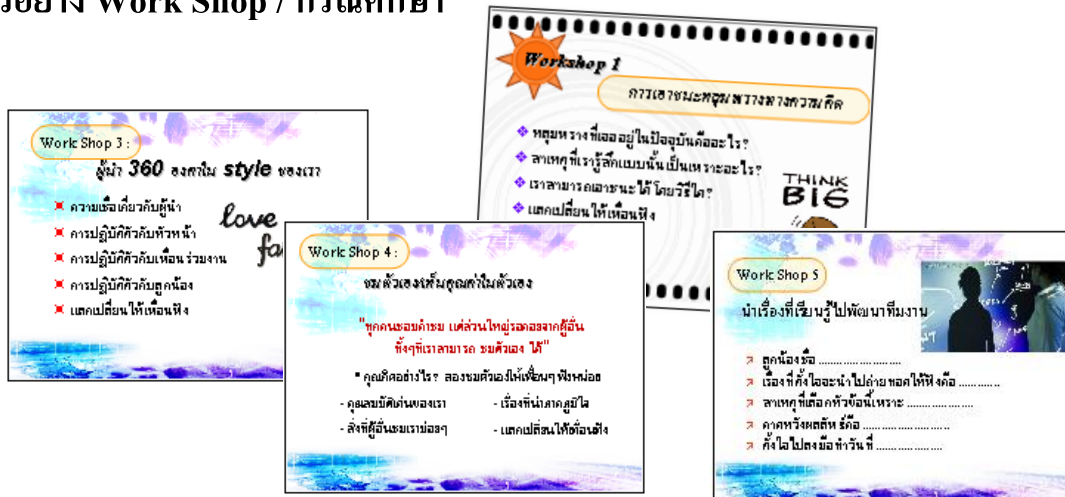 Work Shop / กรณีศึกษา
Workshop 1
การเอาชนะหลุมพรางทางความคิด
หลุมพรางที่เจออยู่ในปัจจุบันคืออะไร?
สาเหตุที่เรารู้สึกแบบนั้นเป็นเพราะอะไร?
เราสามารถเอาชนะได้โดยวิธีใด?
แลกเปลี่ยนให้เพื่อนฟัง
THINK
BIG
Work Shop 3 :
ผู้นำ 360 องศาใน style ของเรา
ความเชื่อเกี่ยวกับผู้นำ
การปฏิบัติตัวกับหัวหน้า
การปฏิบัติตัวกับเพื่อนร่วมงาน
การปฏิบัติตัวกับลูกน้อง
แลกเปลี่ยนให้เพื่อนฟัง
love
Work Shop 4 :
ชมตัวเองเห็นคุณค่าในตัวเอง
"ทุกคนชอบคำชม แต่ส่วนใหญ่รอคอยจากผู้อื่น
ทั้งๆที่เราสามารถ ชมตัวเอง ได้"
คุณคิดอย่างไร? ลองชมตัวเองให้เพื่อนๆ ฟังหน่อย
- คุณสมบัติเด่นของเรา - เรื่องที่น่าภาคภูมิใจ
- สิ่งที่ผู้อื่นชมเราบ่อยๆ - แลกเปลี่ยนให้เพื่อนฟัง
Work Shop 5
นำเรื่องที่เรียนรู้ไปพัฒนาทีมงาน
ลูกน้องชื่อ ........................
เรื่องที่ตั้งใจจะนำไปถ่ายทอดให้ฟังคือ ............
สาเหตุที่เลือกหัวข้อนี้เพราะ ...................
คาดหวังผลลัพธ์คือ .........................
ตั้งใจไปลงมือทำวันที่ ...................